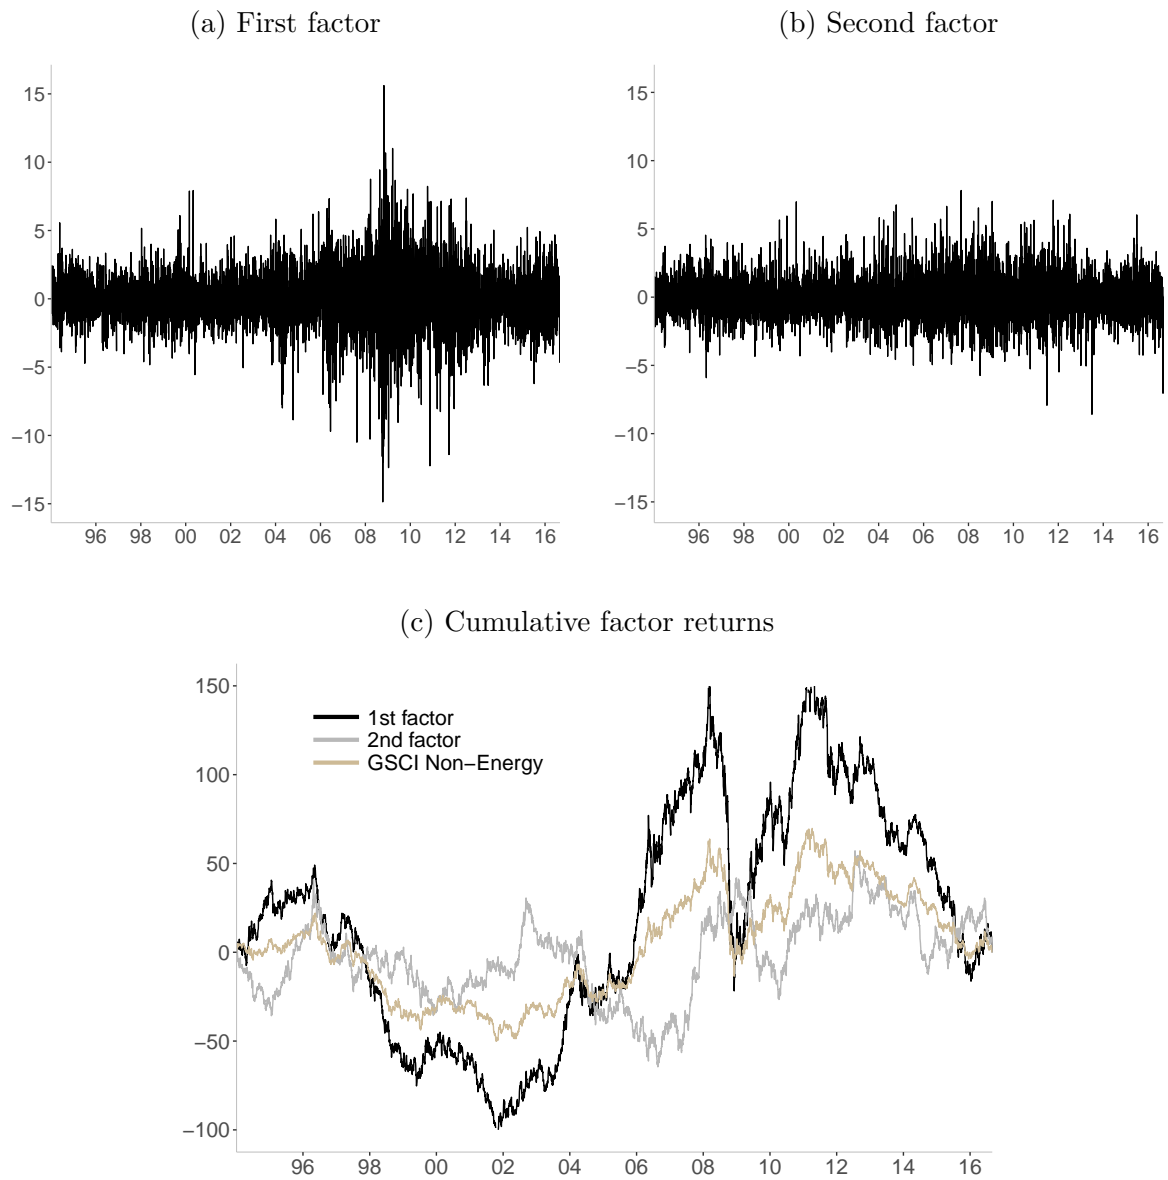 (a) First factor
(b) Second factor
15
10
5
0
−5
−10
−15
96 98 00 02 04 06 08 10 12 14 16
15
10
5
0
−5
−10
−15
96 98 00 02 04 06 08 10 12 14 16
(c) Cumulative factor returns
150
100
50
0
−50
−100
1st factor
2nd factor
GSCI Non−Energy
96 98 00 02 04 06 08 10 12 14 16